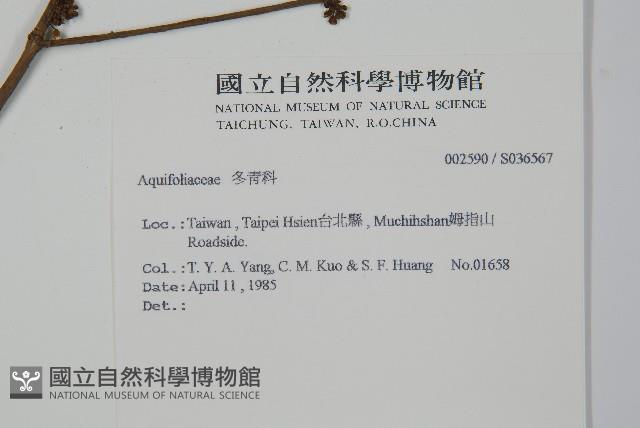 國立自然科學博物館
NATIONAL MUSEUM OF NATURAL SCIENCE
TAICHUNG, TAIWAN, R.O.CHINA
002590 / S036567
Aquifoliaceae 冬青科
Loc.:Taiwan , Taipei Hsien台北縣 , Muchihshan姆指山
Roadside.
Col.:T. Y. A. Yang, C. M. Kuo & S. F. Huang No.01658
Date:April 11 , 1985
Det.:
國立自然科學博物館
NATIONAL MUSEUM OF NATURAL SCIENCE